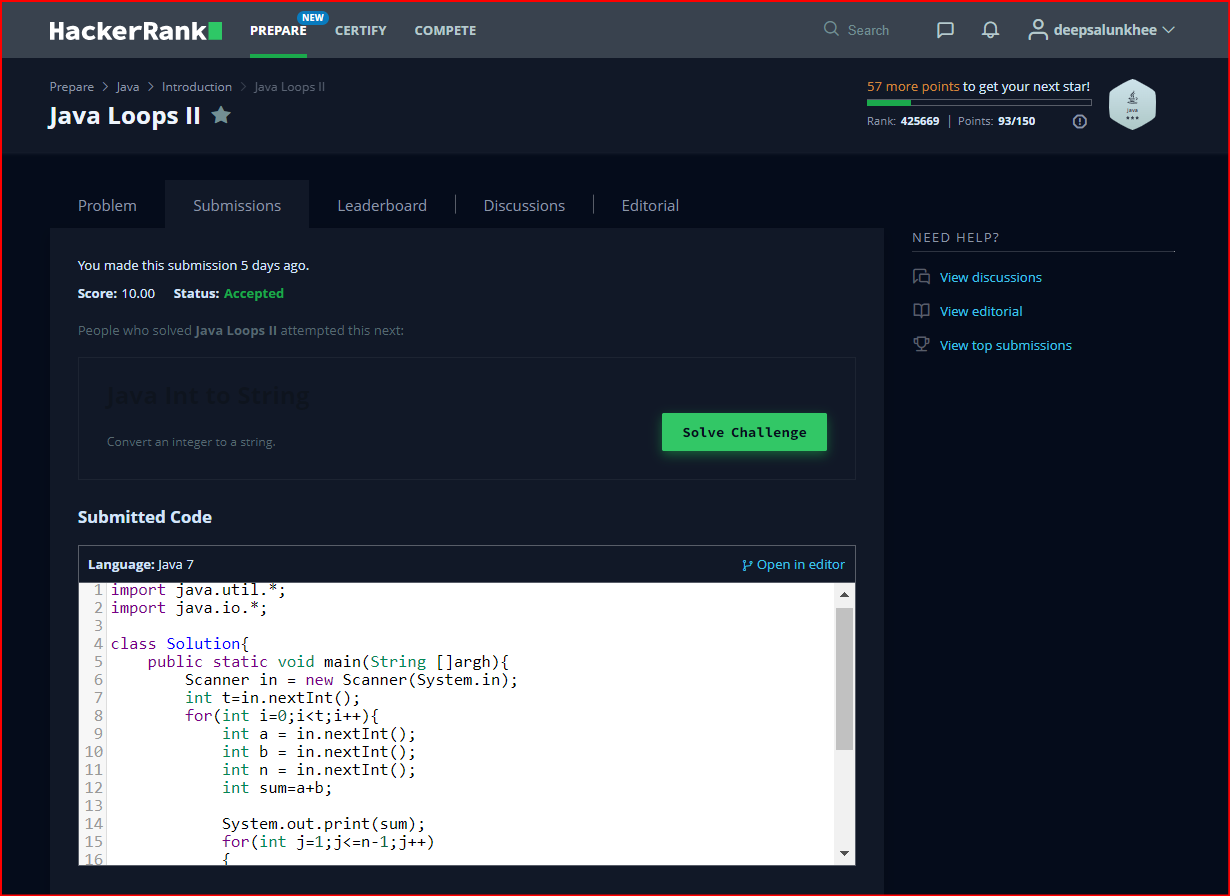 HackerRank PREPARE NEW CERTIFY COMPETE Search deepsalunkhee
Prepare > Java > Introduction > Java Loops II
Java Loops II
57 more points to get your next star!
Rank: 425669 | Points: 93/150
Java
Problem Submissions Leaderboard Discussions Editorial
You made this submission 5 days ago.
Score: 10.00 Status: Accepted
People who solved Java Loops II attempted this next:
Java Int to String
Convert an integer to a string.
Solve Challenge
Submitted Code
Language: Java 7 Open in editor
1 import java.util.*;
2 import java.io.*;
3
4 class Solution{
5     public static void main(String []argh){
6         Scanner in = new Scanner(System.in);
7         int t=in.nextInt();
8         for(int i=0;i<t;i++){
9             int a = in.nextInt();
10             int b = in.nextInt();
11             int n = in.nextInt();
12             int sum=a+b;
13
14             System.out.print(sum);
15             for(int j=1;j<=n-1;j++)
16             {
NEED HELP?
View discussions
View editorial
View top submissions